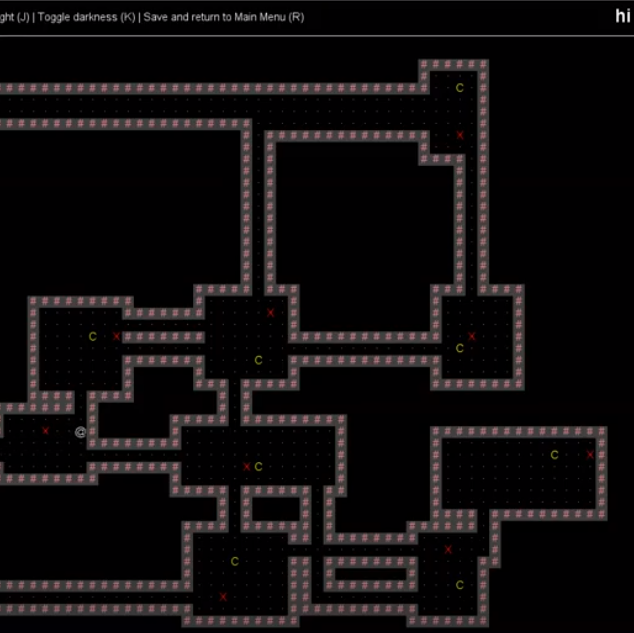 ght (J) | Toggle darkness (K) | Save and return to Main Menu (R)
hi
C
X
C X
X
C
X
C
X @
C X
X C
X
C
C
X